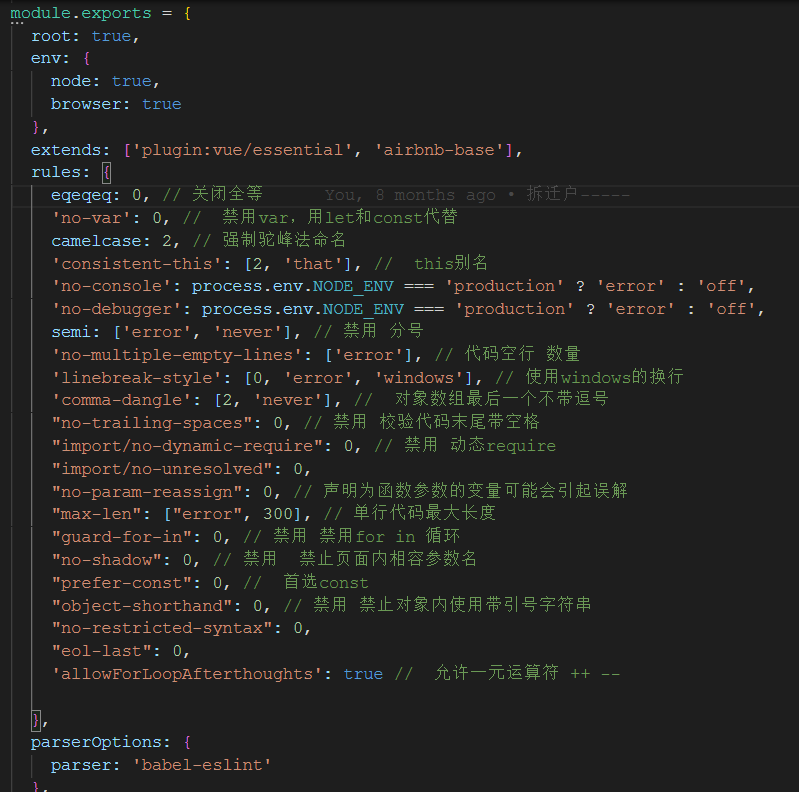 module.exports = {
root: true,
env: {
node: true,
browser: true
},
extends: ['plugin:vue/essential', 'airbnb-base'],
rules: {
eqeqeq: 0, // 关闭全等 You, 8 months ago • 拆迁户-----
'no-var': 0, // 禁用var，用let和const代替
camelcase: 2, // 强制驼峰法命名
'consistent-this': [2, 'that'], // this别名
'no-console': process.env.NODE_ENV === 'production' ? 'error' : 'off',
'no-debugger': process.env.NODE_ENV === 'production' ? 'error' : 'off',
semi: ['error', 'never'], // 禁用 分号
'no-multiple-empty-lines': ['error'], // 代码空行 数量
'linebreak-style': [0, 'error', 'windows'], // 使用windows的换行
'comma-dangle': [2, 'never'], // 对象数组最后一个不带逗号
"no-trailing-spaces": 0, // 禁用 校验代码末尾带空格
"import/no-dynamic-require": 0, // 禁用 动态require
"import/no-unresolved": 0,
"no-param-reassign": 0, // 声明为函数参数的变量可能会引起误解
"max-len": ["error", 300], // 单行代码最大长度
"guard-for-in": 0, // 禁用 禁用for in 循环
"no-shadow": 0, // 禁用 禁止页面内相容参数名
"prefer-const": 0, // 首选const
"object-shorthand": 0, // 禁用 禁止对象内使用带引号字符串
"no-restricted-syntax": 0,
"eol-last": 0,
'allowForLoopAfterthoughts': true // 允许一元运算符 ++ --
},
parserOptions: {
parser: 'babel-eslint'
},